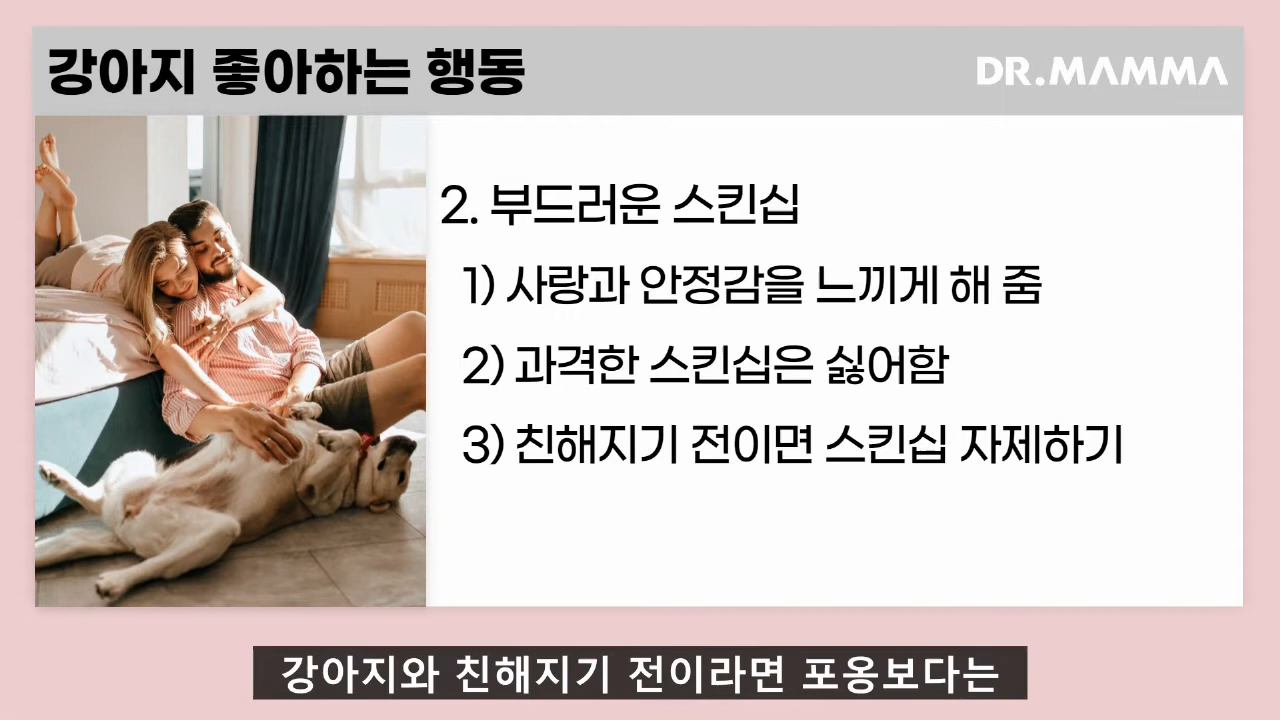 강아지 좋아하는 행동
DR.MAMMA
2. 부드러운 스킨십
1) 사랑과 안정감을 느끼게 해 줌
2) 과격한 스킨십은 싫어함
3) 친해지기 전이면 스킨십 자제하기
강아지와 친해지기 전이라면 포옹보다는